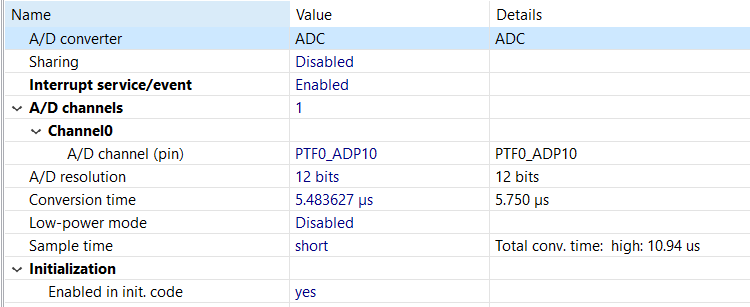 Name Value Details
A/D converter ADC ADC
Sharing Disabled
Interrupt service/event Enabled
A/D channels 1
Channel0
A/D channel (pin) PTF0_ADP10 PTF0_ADP10
A/D resolution 12 bits 12 bits
Conversion time 5.483627 µs 5.750 µs
Low-power mode Disabled
Sample time short Total conv. time: high: 10.94 us
Initialization
Enabled in init. code yes